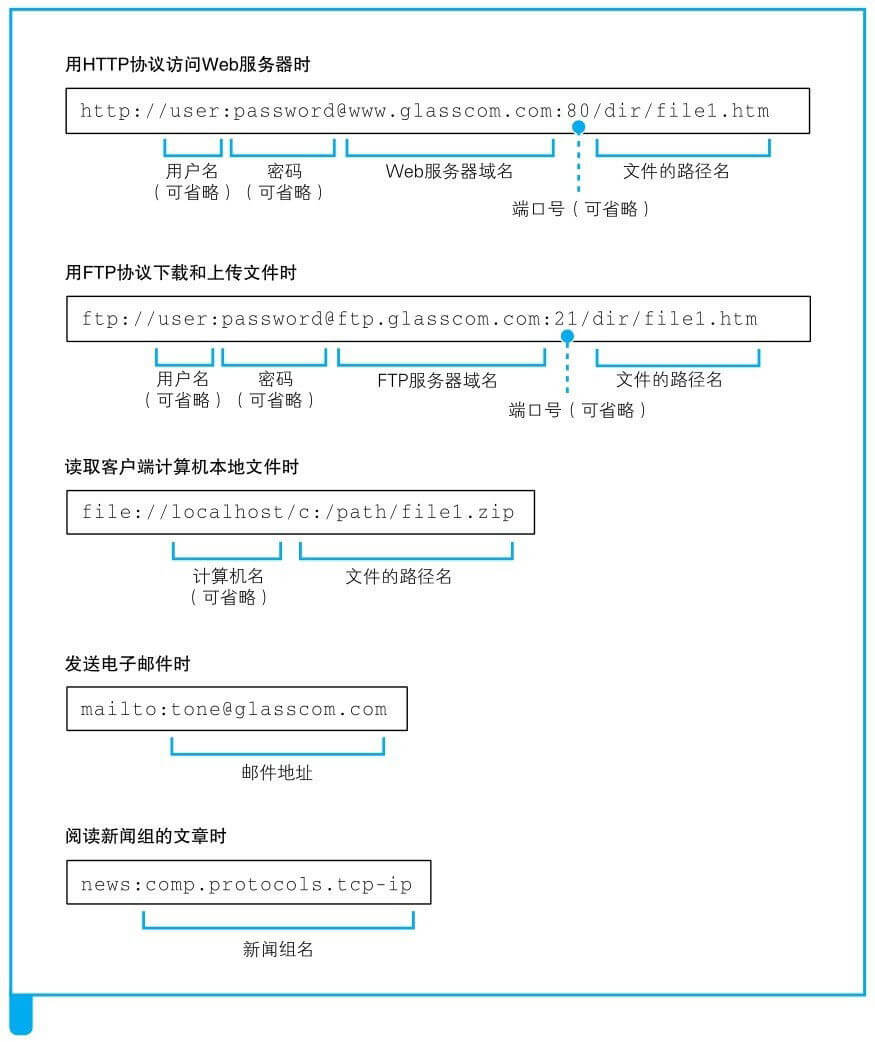 用HTTP协议访问Web服务器时
http://user:password@www.glasscom.com:80/dir/file1.htm
用户名 密码 Web服务器域名 文件的路径名
（可省略）（可省略）
端口号（可省略）
用FTP协议下载和上传文件时
ftp://user:password@ftp.glasscom.com:21/dir/file1.htm
用户名 密码 FTP服务器域名 文件的路径名
（可省略）（可省略）
端口号（可省略）
读取客户端计算机本地文件时
file://localhost/c:/path/file1.zip
计算机名 文件的路径名
（可省略）
发送电子邮件时
mailto:tone@glasscom.com
邮件地址
阅读新闻组的文章时
news:comp.protocols.tcp-ip
新闻组名